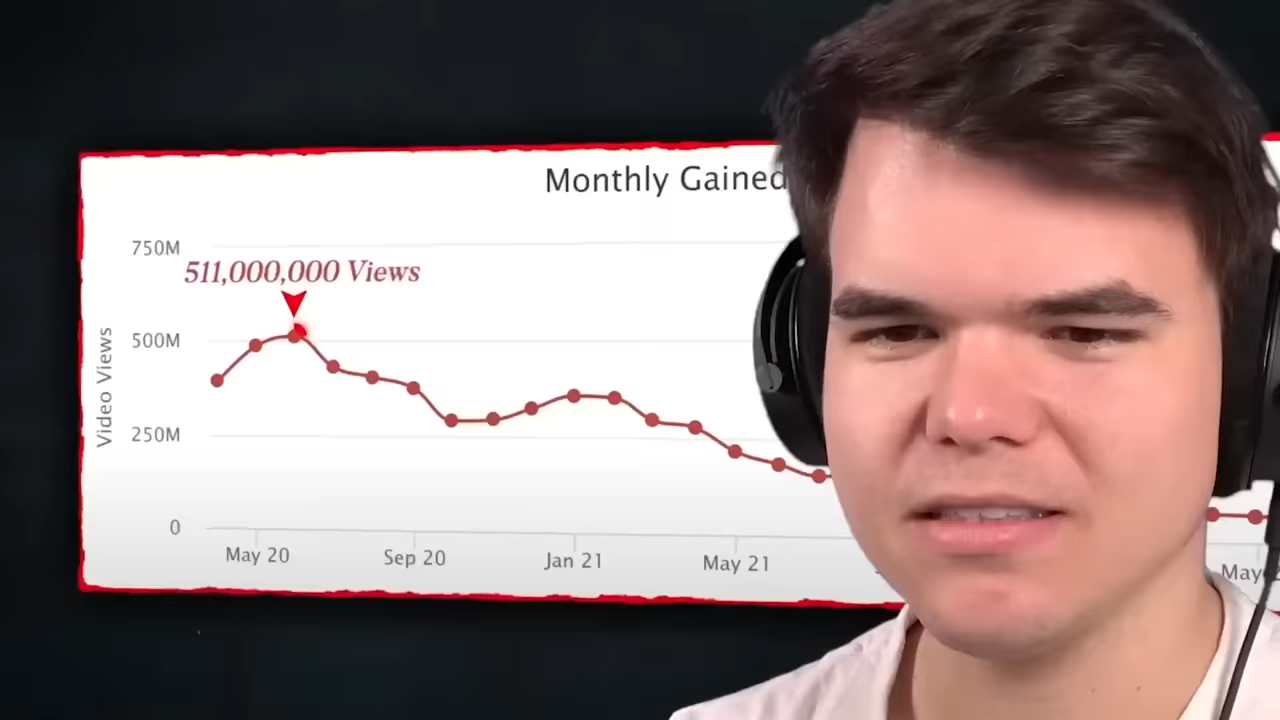 Monthly Gained
750M
511,000,000 Views
500M
Video Views
250M
0
May 20
Sep 20
Jan 21
May 21
May